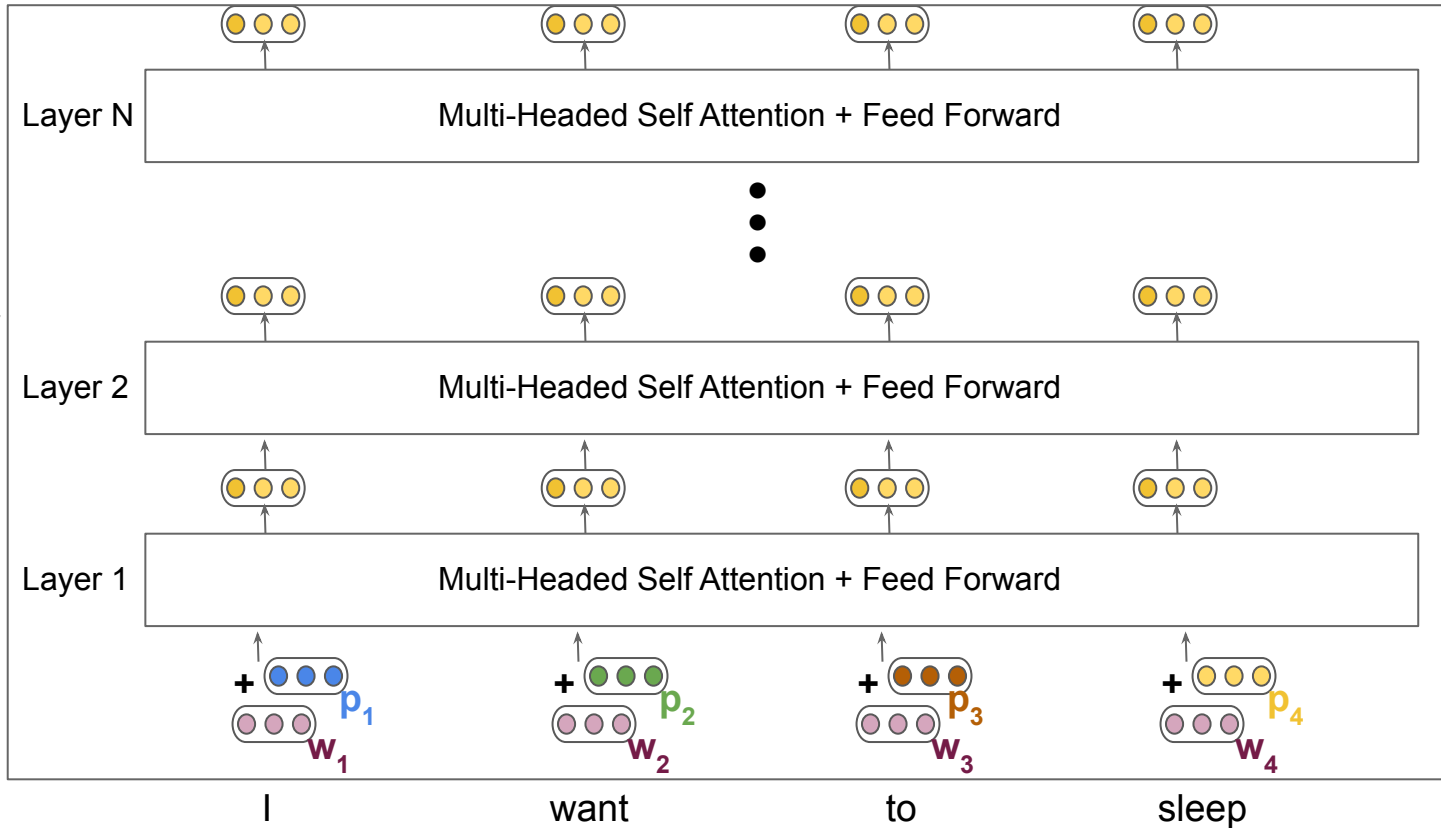 Layer N Multi-Headed Self Attention + Feed Forward
Layer 2 Multi-Headed Self Attention + Feed Forward
Layer 1 Multi-Headed Self Attention + Feed Forward
+ p₁ + p₂ + p₃ + p₄
w₁ w₂ w₃ w₄
I want to sleep